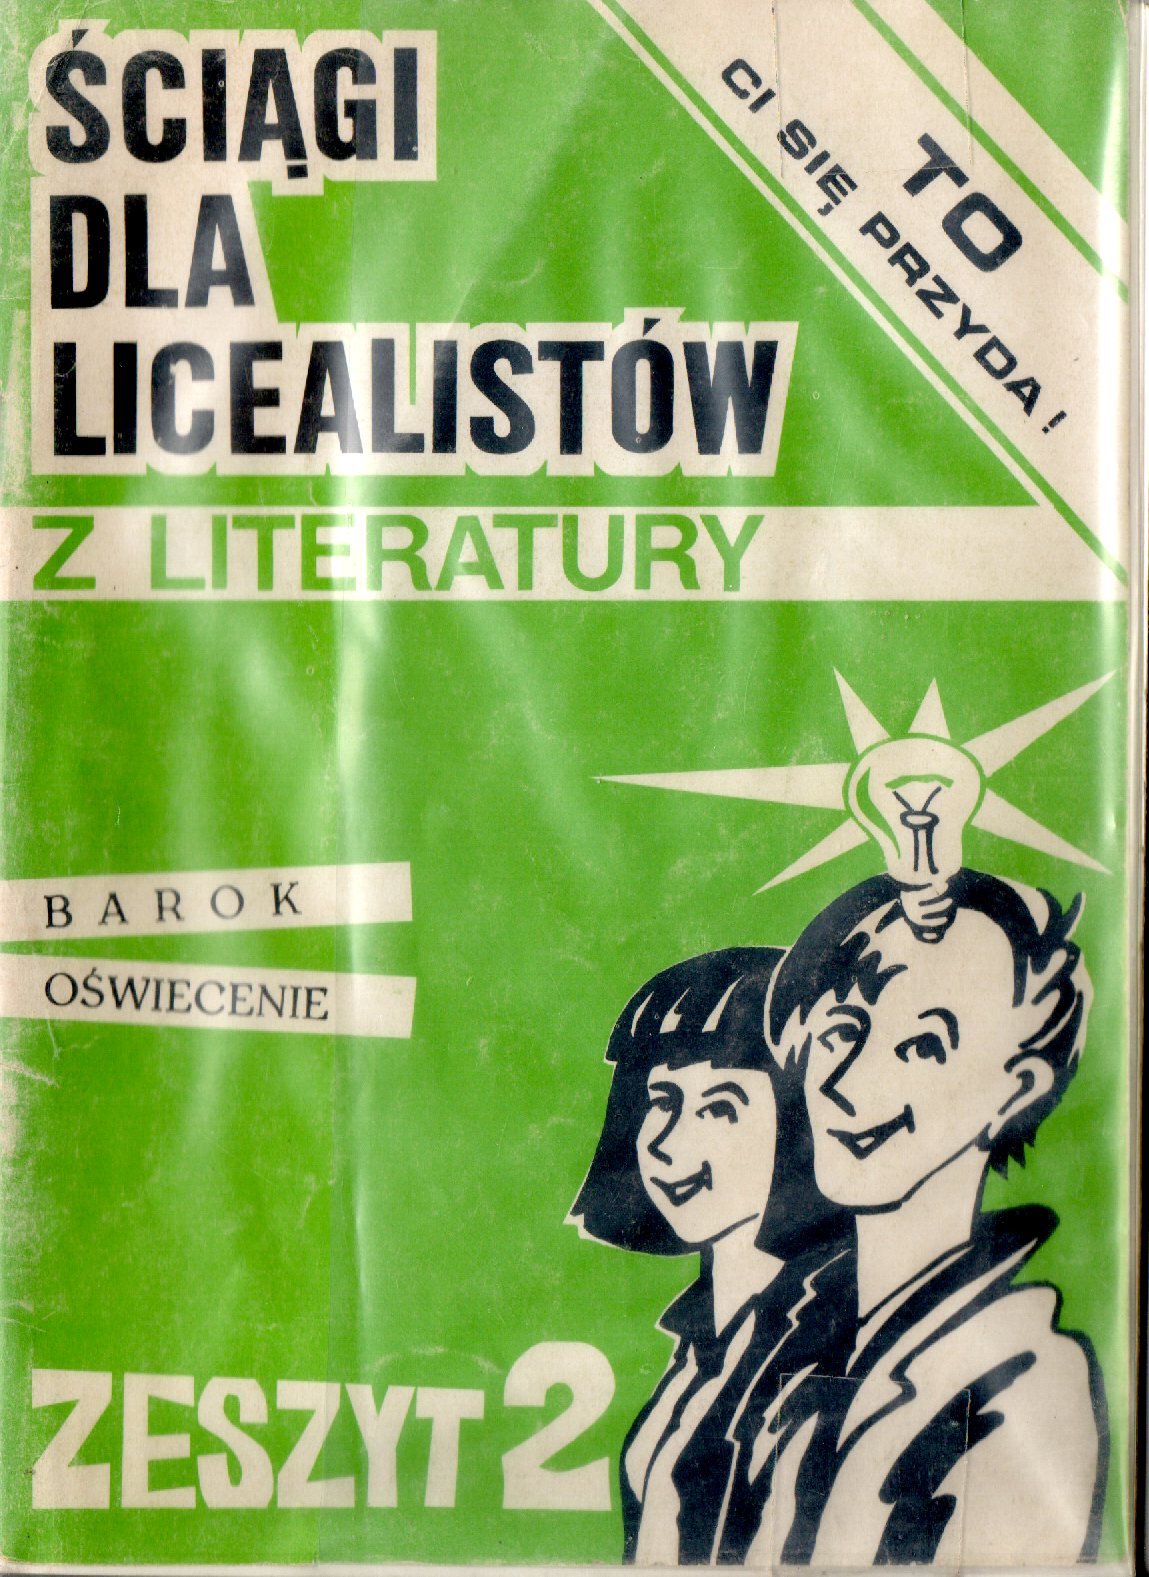 ŚCIĄGI
DLA
LICEALISTÓW
Z LITERATURY
TO
CI SIĘ PRZYDA!
BAROK
OŚWIECENIE
ZESZYT 2